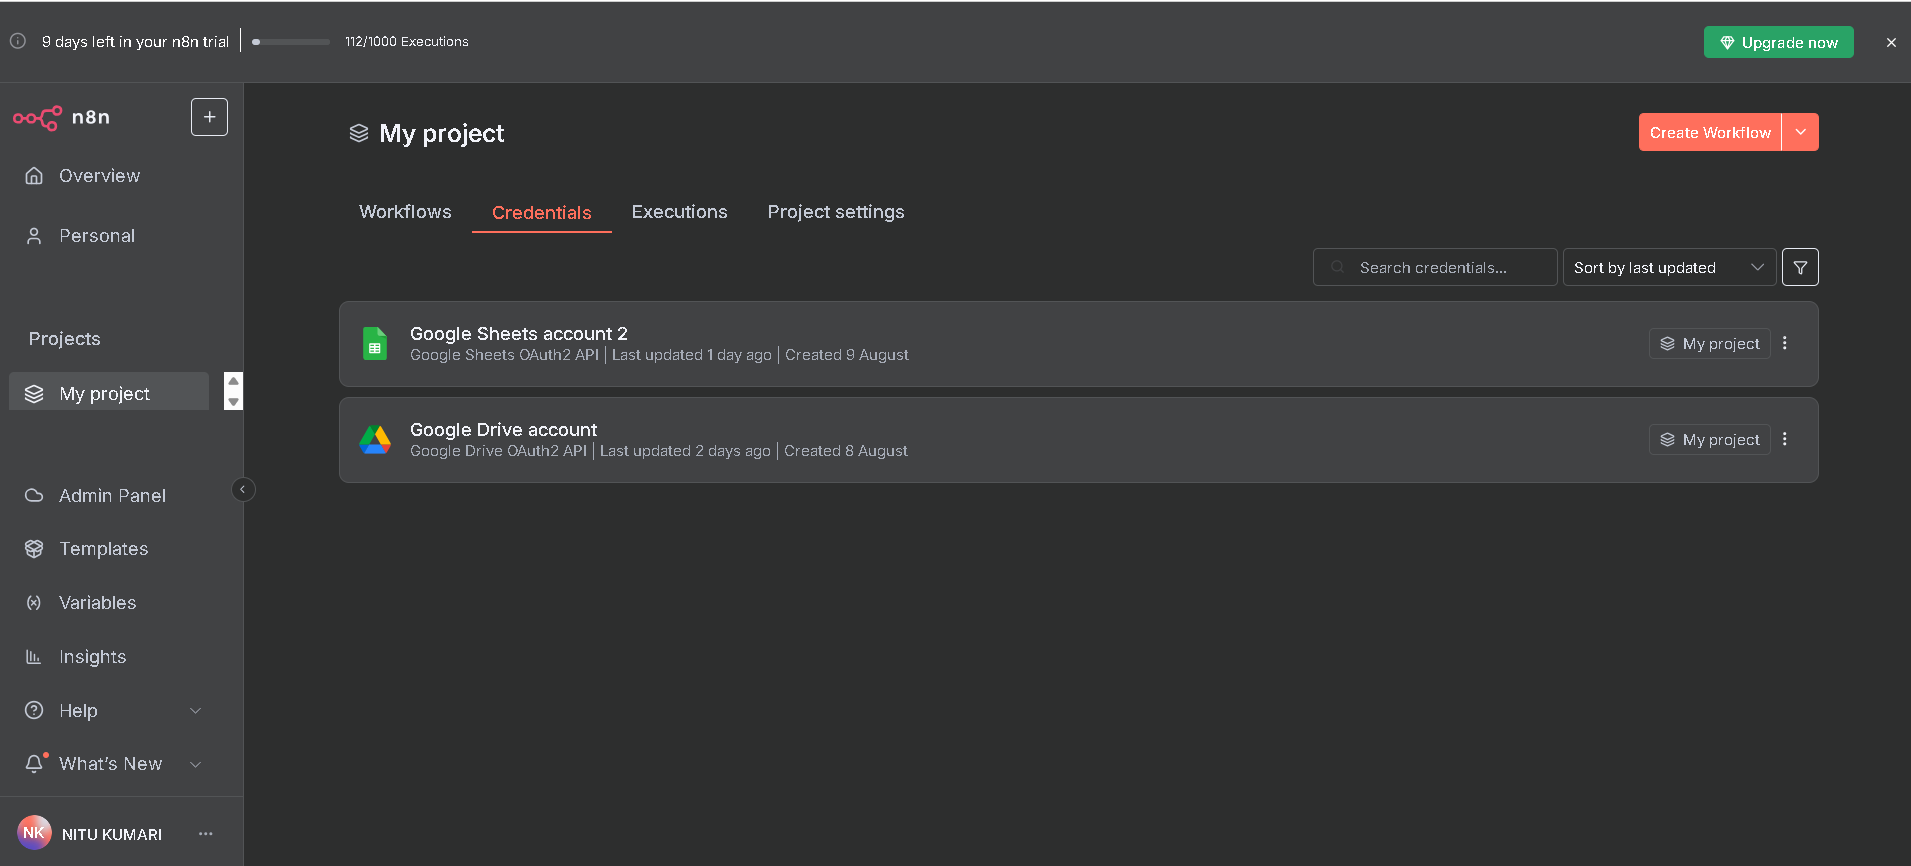 9 days left in your n8n trial
112/1000 Executions
Upgrade now
n8n
Overview
Personal
Projects
My project
Admin Panel
Templates
Variables
Insights
Help
What's New
NK
NITU KUMARI
My project
Create Workflow
Workflows
Credentials
Executions
Project settings
Search credentials...
Sort by last updated
Google Sheets account 2
Google Sheets OAuth2 API | Last updated 1 day ago | Created 9 August
My project
Google Drive account
Google Drive OAuth2 API | Last updated 2 days ago | Created 8 August
My project